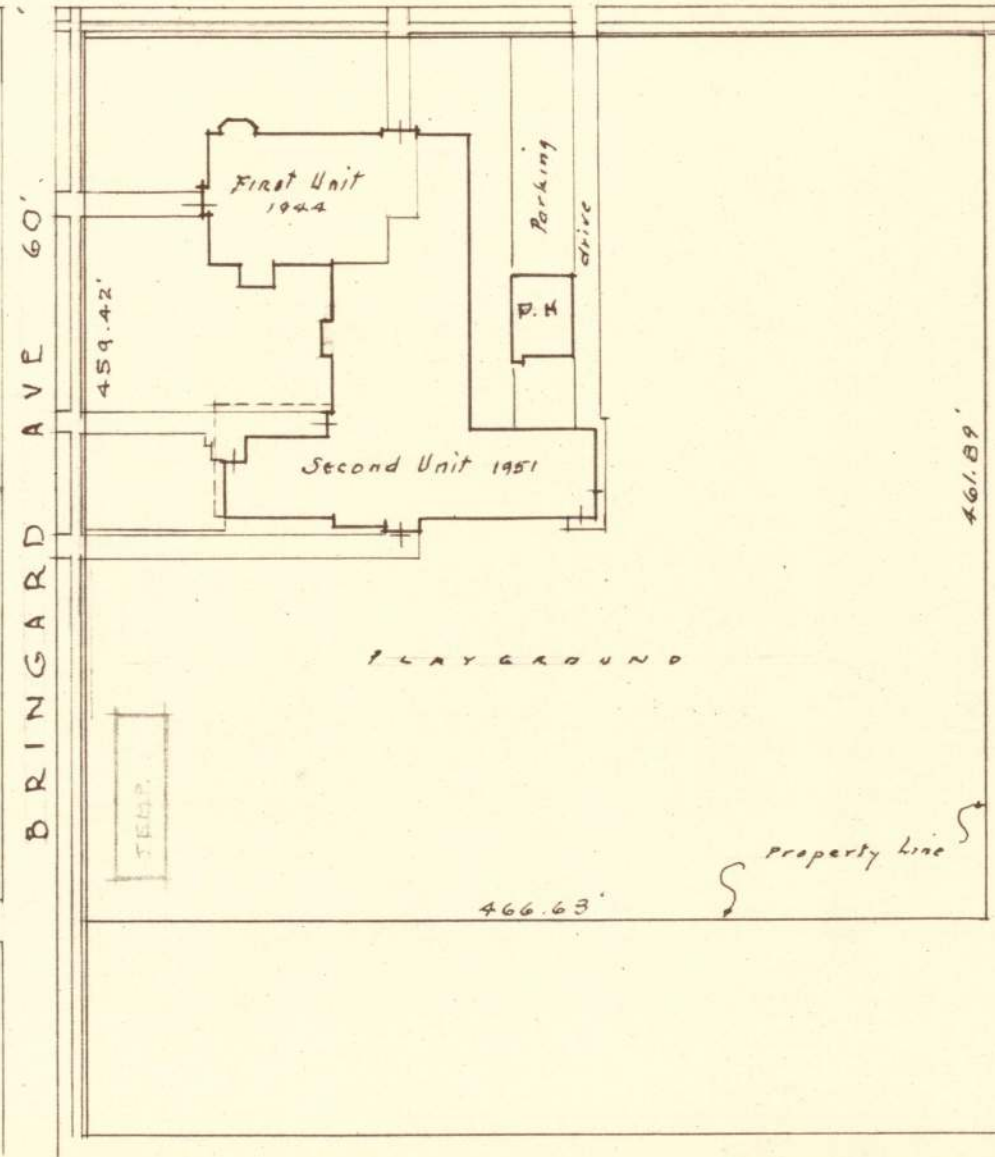 First Unit
1944
Parking
drive
BRINGARD AVE 60'
459.42'
Second Unit 1951
461.89'
PLAYGROUND
TEMP.
Property Line
466.63'